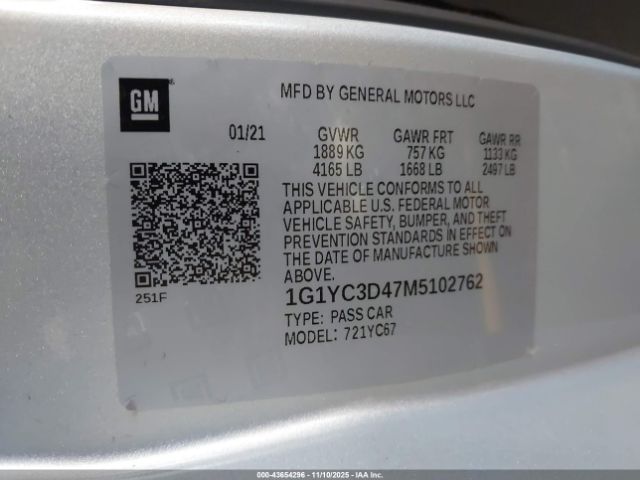 GM
MFD BY GENERAL MOTORS LLC
01/21 GVWR GAWR FRT GAWR RR
1889 KG 757 KG 1133 KG
4165 LB 1668 LB 2497 LB
THIS VEHICLE CONFORMS TO ALL
APPLICABLE U.S. FEDERAL MOTOR
VEHICLE SAFETY, BUMPER, AND THEFT
PREVENTION STANDARDS IN EFFECT ON
THE DATE OF MANUFACTURE SHOWN
ABOVE.
251F
1G1YC3D47M5102762
TYPE: PASS CAR
MODEL: 721YC67
000-43654296 - 11/10/2025 - IAA Inc.